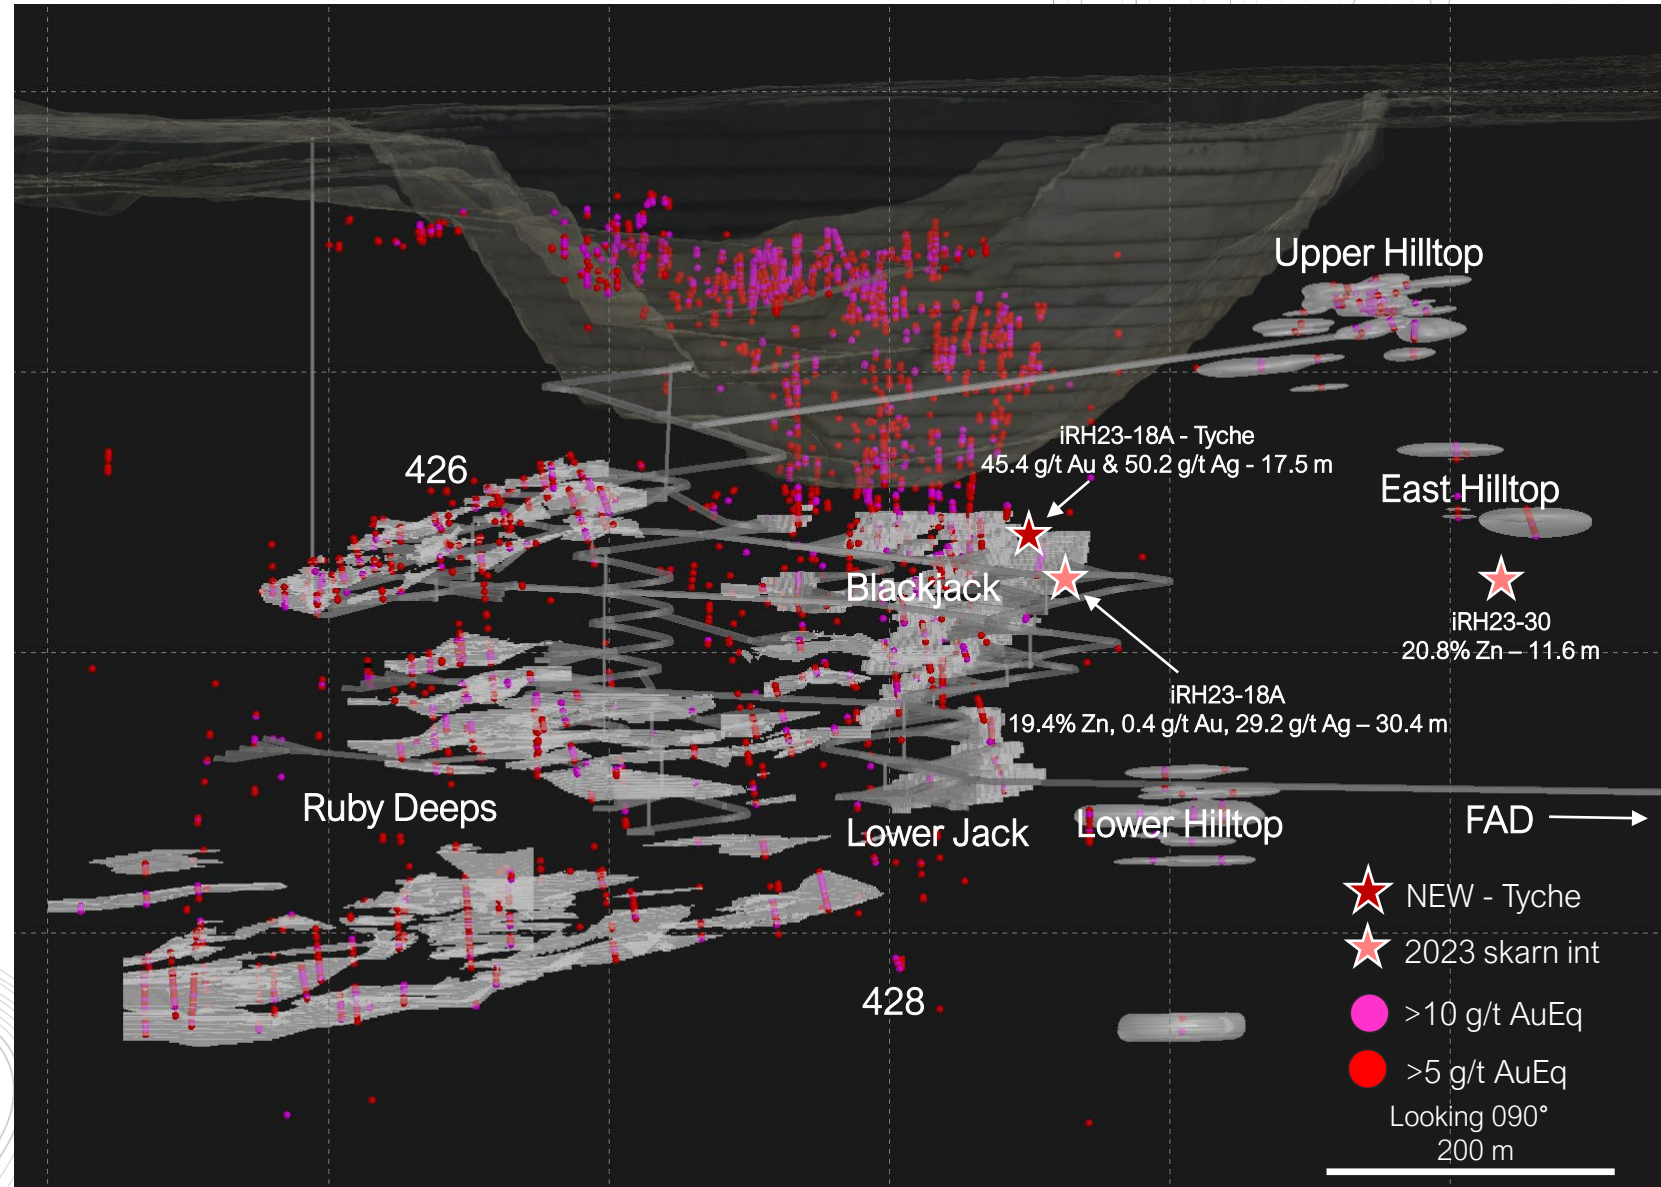 Upper Hilltop
iRH23-18A - Tyche
45.4 g/t Au & 50.2 g/t Ag - 17.5 m
426
East Hilltop
Blackjack
iRH23-30
20.8% Zn – 11.6 m
iRH23-18A
19.4% Zn, 0.4 g/t Au, 29.2 g/t Ag – 30.4 m
Ruby Deeps
Lower Jack
Lower Hilltop
FAD
428
NEW - Tyche
2023 skarn int
>10 g/t AuEq
>5 g/t AuEq
Looking 090°
200 m